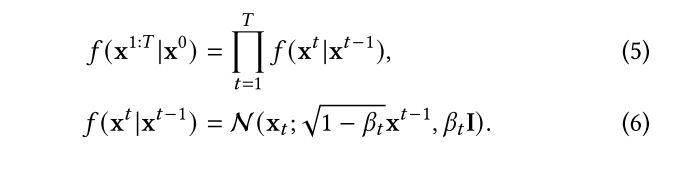 f(x^{1:T}|x^0) = ∏_{t=1}^{T} f(x^t|x^{t−1}), (5)
f(x^t|x^{t−1}) = 𝒩(x_t; √(1 − β_t) x^{t−1}, β_t I). (6)